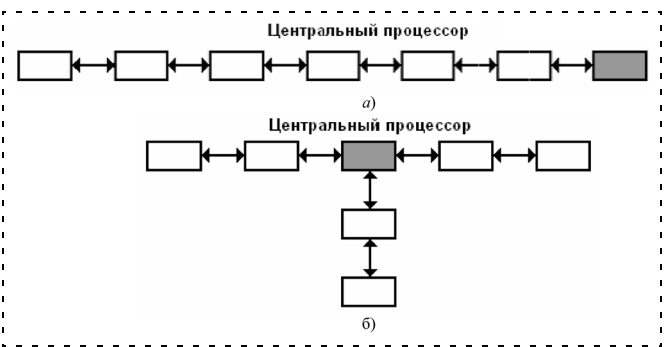 Центральный процессор
а)
Центральный процессор
б)